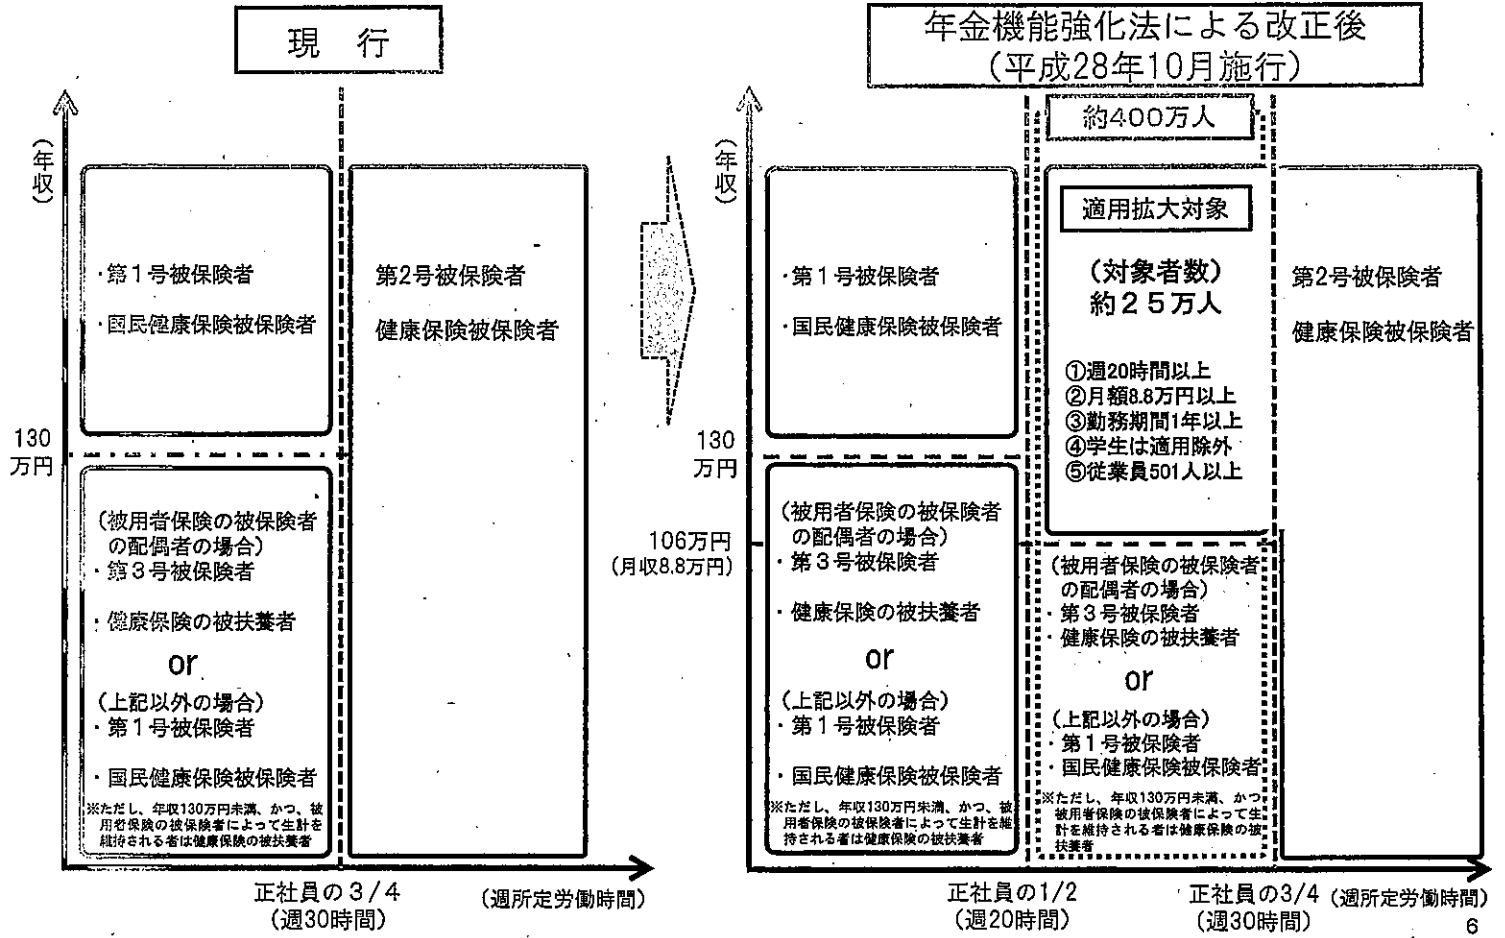 現　行
(年収)
・第1号被保険者
・国民健康保険被保険者
第2号被保険者
健康保険被保険者
130
万円
(被用者保険の被保険者
の配偶者の場合)
・第3号被保険者
・健康保険の被扶養者
or
(上記以外の場合)
・第1号被保険者
・国民健康保険被保険者
※ただし、年収130万円未満、かつ、被
用者保険の被保険者によって生計を
維持される者は健康保険の被扶養者
正社員の3/4
(週30時間)
(週所定労働時間)
年金機能強化法による改正後
(平成28年10月施行)
約400万人
(年収)
・第1号被保険者
・国民健康保険被保険者
適用拡大対象
(対象者数)
約25万人
①週20時間以上
②月額8.8万円以上
③勤務期間1年以上
④学生は適用除外
⑤従業員501人以上
第2号被保険者
健康保険被保険者
130
万円
106万円
(月収8.8万円)
(被用者保険の被保険者
の配偶者の場合)
・第3号被保険者
・健康保険の被扶養者
or
(上記以外の場合)
・第1号被保険者
・国民健康保険被保険者
※ただし、年収130万円未満、かつ、被
用者保険の被保険者によって生計を維
持される者は健康保険の被扶養者
(被用者保険の被保険者
の配偶者の場合)
・第3号被保険者
・健康保険の被扶養者
or
(上記以外の場合)
・第1号被保険者
・国民健康保険被保険者
※ただし、年収130万円未満、かつ
被用者保険の被保険者によって生
計を維持される者は健康保険の被
扶養者
正社員の1/2
(週20時間)
正社員の3/4
(週30時間)
(週所定労働時間)
6